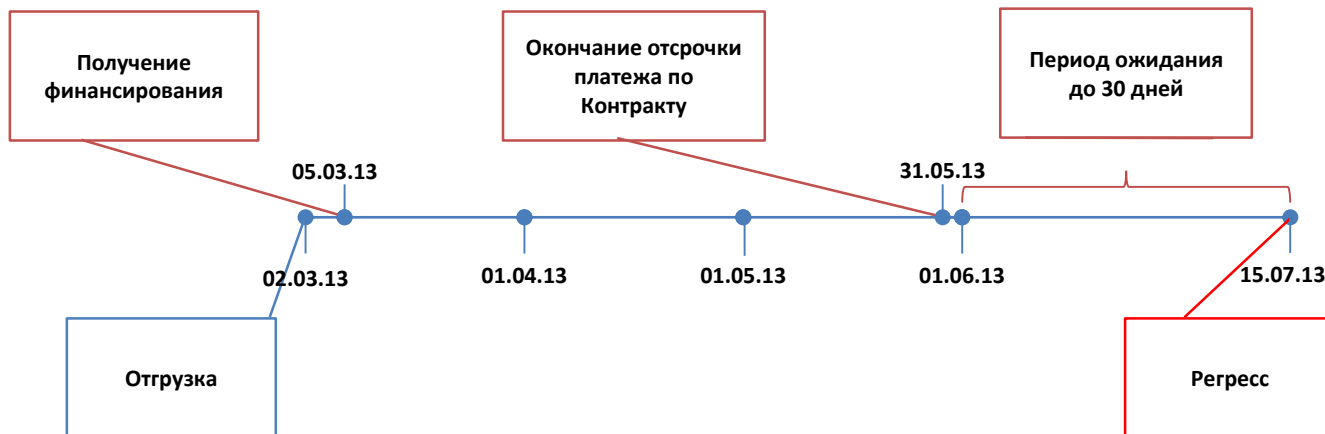 Получение
финансирования
Окончание отсрочки
платежа по
Контракту
Период ожидания
до 30 дней
05.03.13
31.05.13
02.03.13
01.04.13
01.05.13
01.06.13
15.07.13
Отгрузка
Регресс